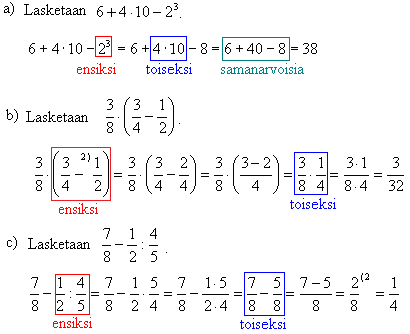 a) Lasketaan 6 + 4 · 10 − 2³.
6 + 4 · 10 − 2³ = 6 + 4 · 10 − 8 = 6 + 40 − 8 = 38
ensiksi toiseksi samanarvoisia
b) Lasketaan 3/8 · (3/4 − 1/2).
3/8 · (3/4 − ²⁾1/2) = 3/8 · (3/4 − 2/4) = 3/8 · ((3 − 2)/4) = 3/8 · 1/4 = (3 · 1)/(8 · 4) = 3/32
ensiksi toiseksi
c) Lasketaan 7/8 − 1/2 : 4/5 .
7/8 − 1/2 : 4/5 = 7/8 − 1/2 · 5/4 = 7/8 − (1 · 5)/(2 · 4) = 7/8 − 5/8 = (7 − 5)/8 = 2/8⁽² = 1/4
ensiksi toiseksi